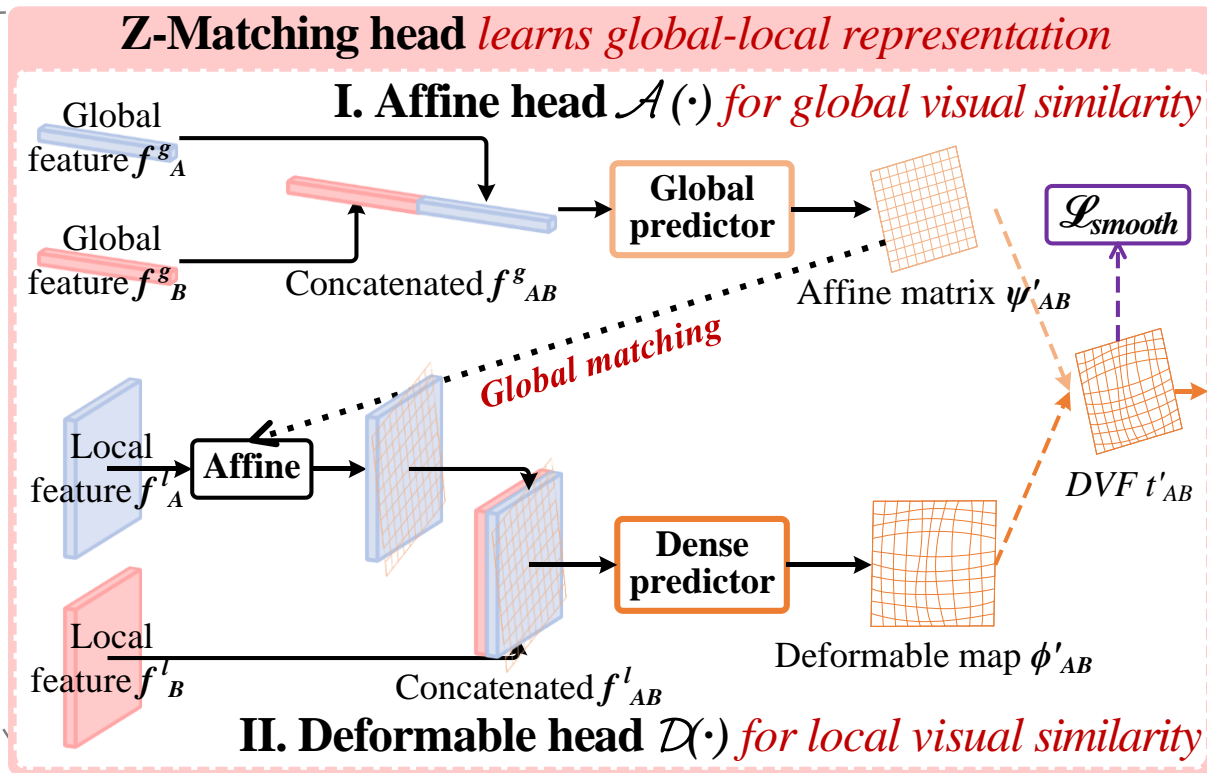 Z-Matching head learns global-local representation
I. Affine head 𝒜(·) for global visual similarity
Global
feature f^g_A
Global
predictor
ℒ_smooth
Global
feature f^g_B
Concatenated f^g_AB
Affine matrix ψ'_AB
Global matching
Local
feature f^l_A
Affine
DVF t'_AB
Dense
predictor
Local
feature f^l_B
Concatenated f^l_AB
Deformable map ϕ'_AB
II. Deformable head 𝒟(·) for local visual similarity